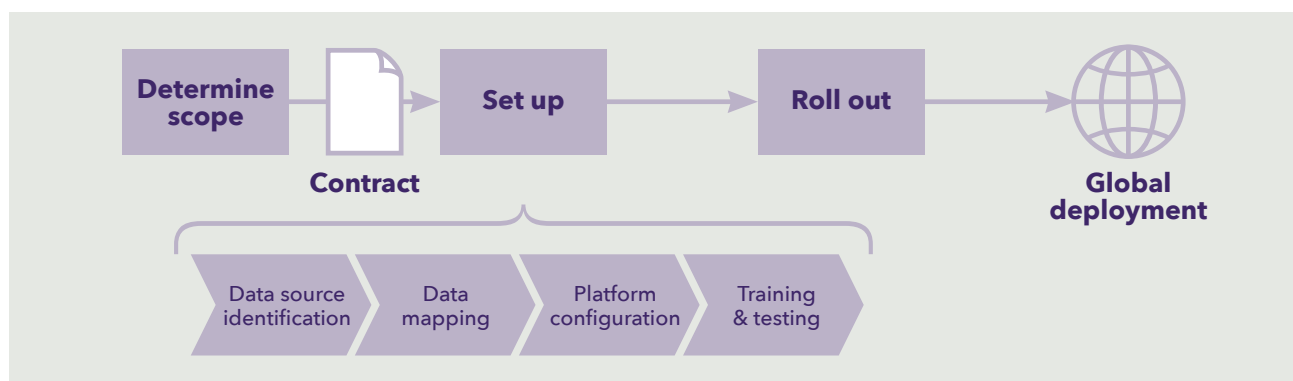 Determine
scope
Contract
Set up
Roll out
Global
deployment
Data source
identification
Data
mapping
Platform
configuration
Training
& testing